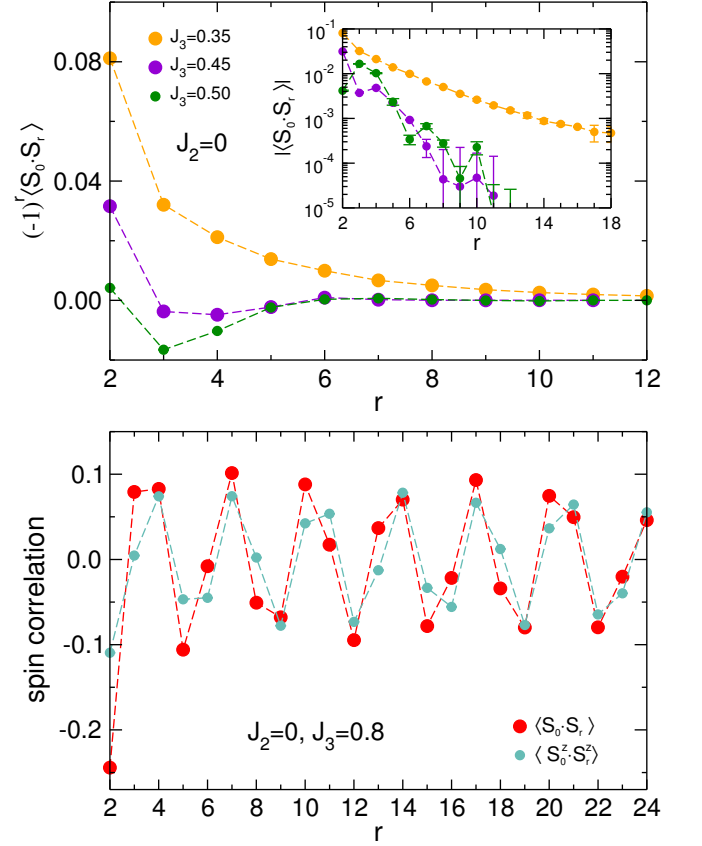 J₃=0.35
J₃=0.45
J₃=0.50
J₂=0
(-1)ʳ⟨S₀·Sᵣ⟩
0.08
0.04
0.00
2 4 6 8 10 12
r
|⟨S₀·Sᵣ⟩|
10⁻¹
10⁻²
10⁻³
10⁻⁴
10⁻⁵
2 6 10 14 18
r
spin correlation
0.1
0.0
-0.1
-0.2
J₂=0, J₃=0.8
⟨S₀·Sᵣ⟩
⟨S₀ᶻ·Sᵣᶻ⟩
2 4 6 8 10 12 14 16 18 20 22 24
r